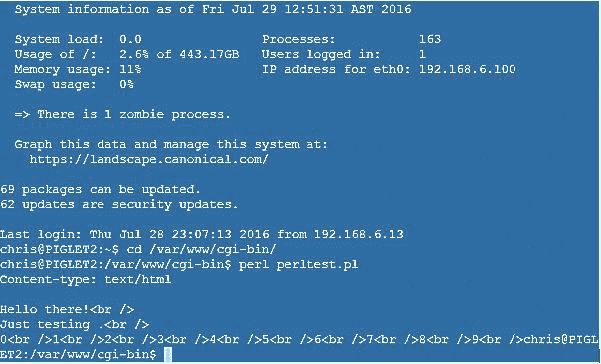 System information as of Fri Jul 29 12:51:31 AST 2016
System load: 0.0 Processes: 163
Usage of /: 2.6% of 443.17GB Users logged in: 1
Memory usage: 11% IP address for eth0: 192.168.6.100
Swap usage: 0%
=> There is 1 zombie process.
Graph this data and manage this system at:
https://landscape.canonical.com/
69 packages can be updated.
62 updates are security updates.
Last login: Thu Jul 28 23:07:13 2016 from 192.168.6.13
chris@PIGLET2:~$ cd /var/www/cgi-bin/
chris@PIGLET2:/var/www/cgi-bin$ perl perltest.pl
Content-type: text/html
Hello there!<br />
Just testing .<br />
0<br />1<br />2<br />3<br />4<br />5<br />6<br />7<br />8<br />9<br />chris@PIGL
ET2:/var/www/cgi-bin$